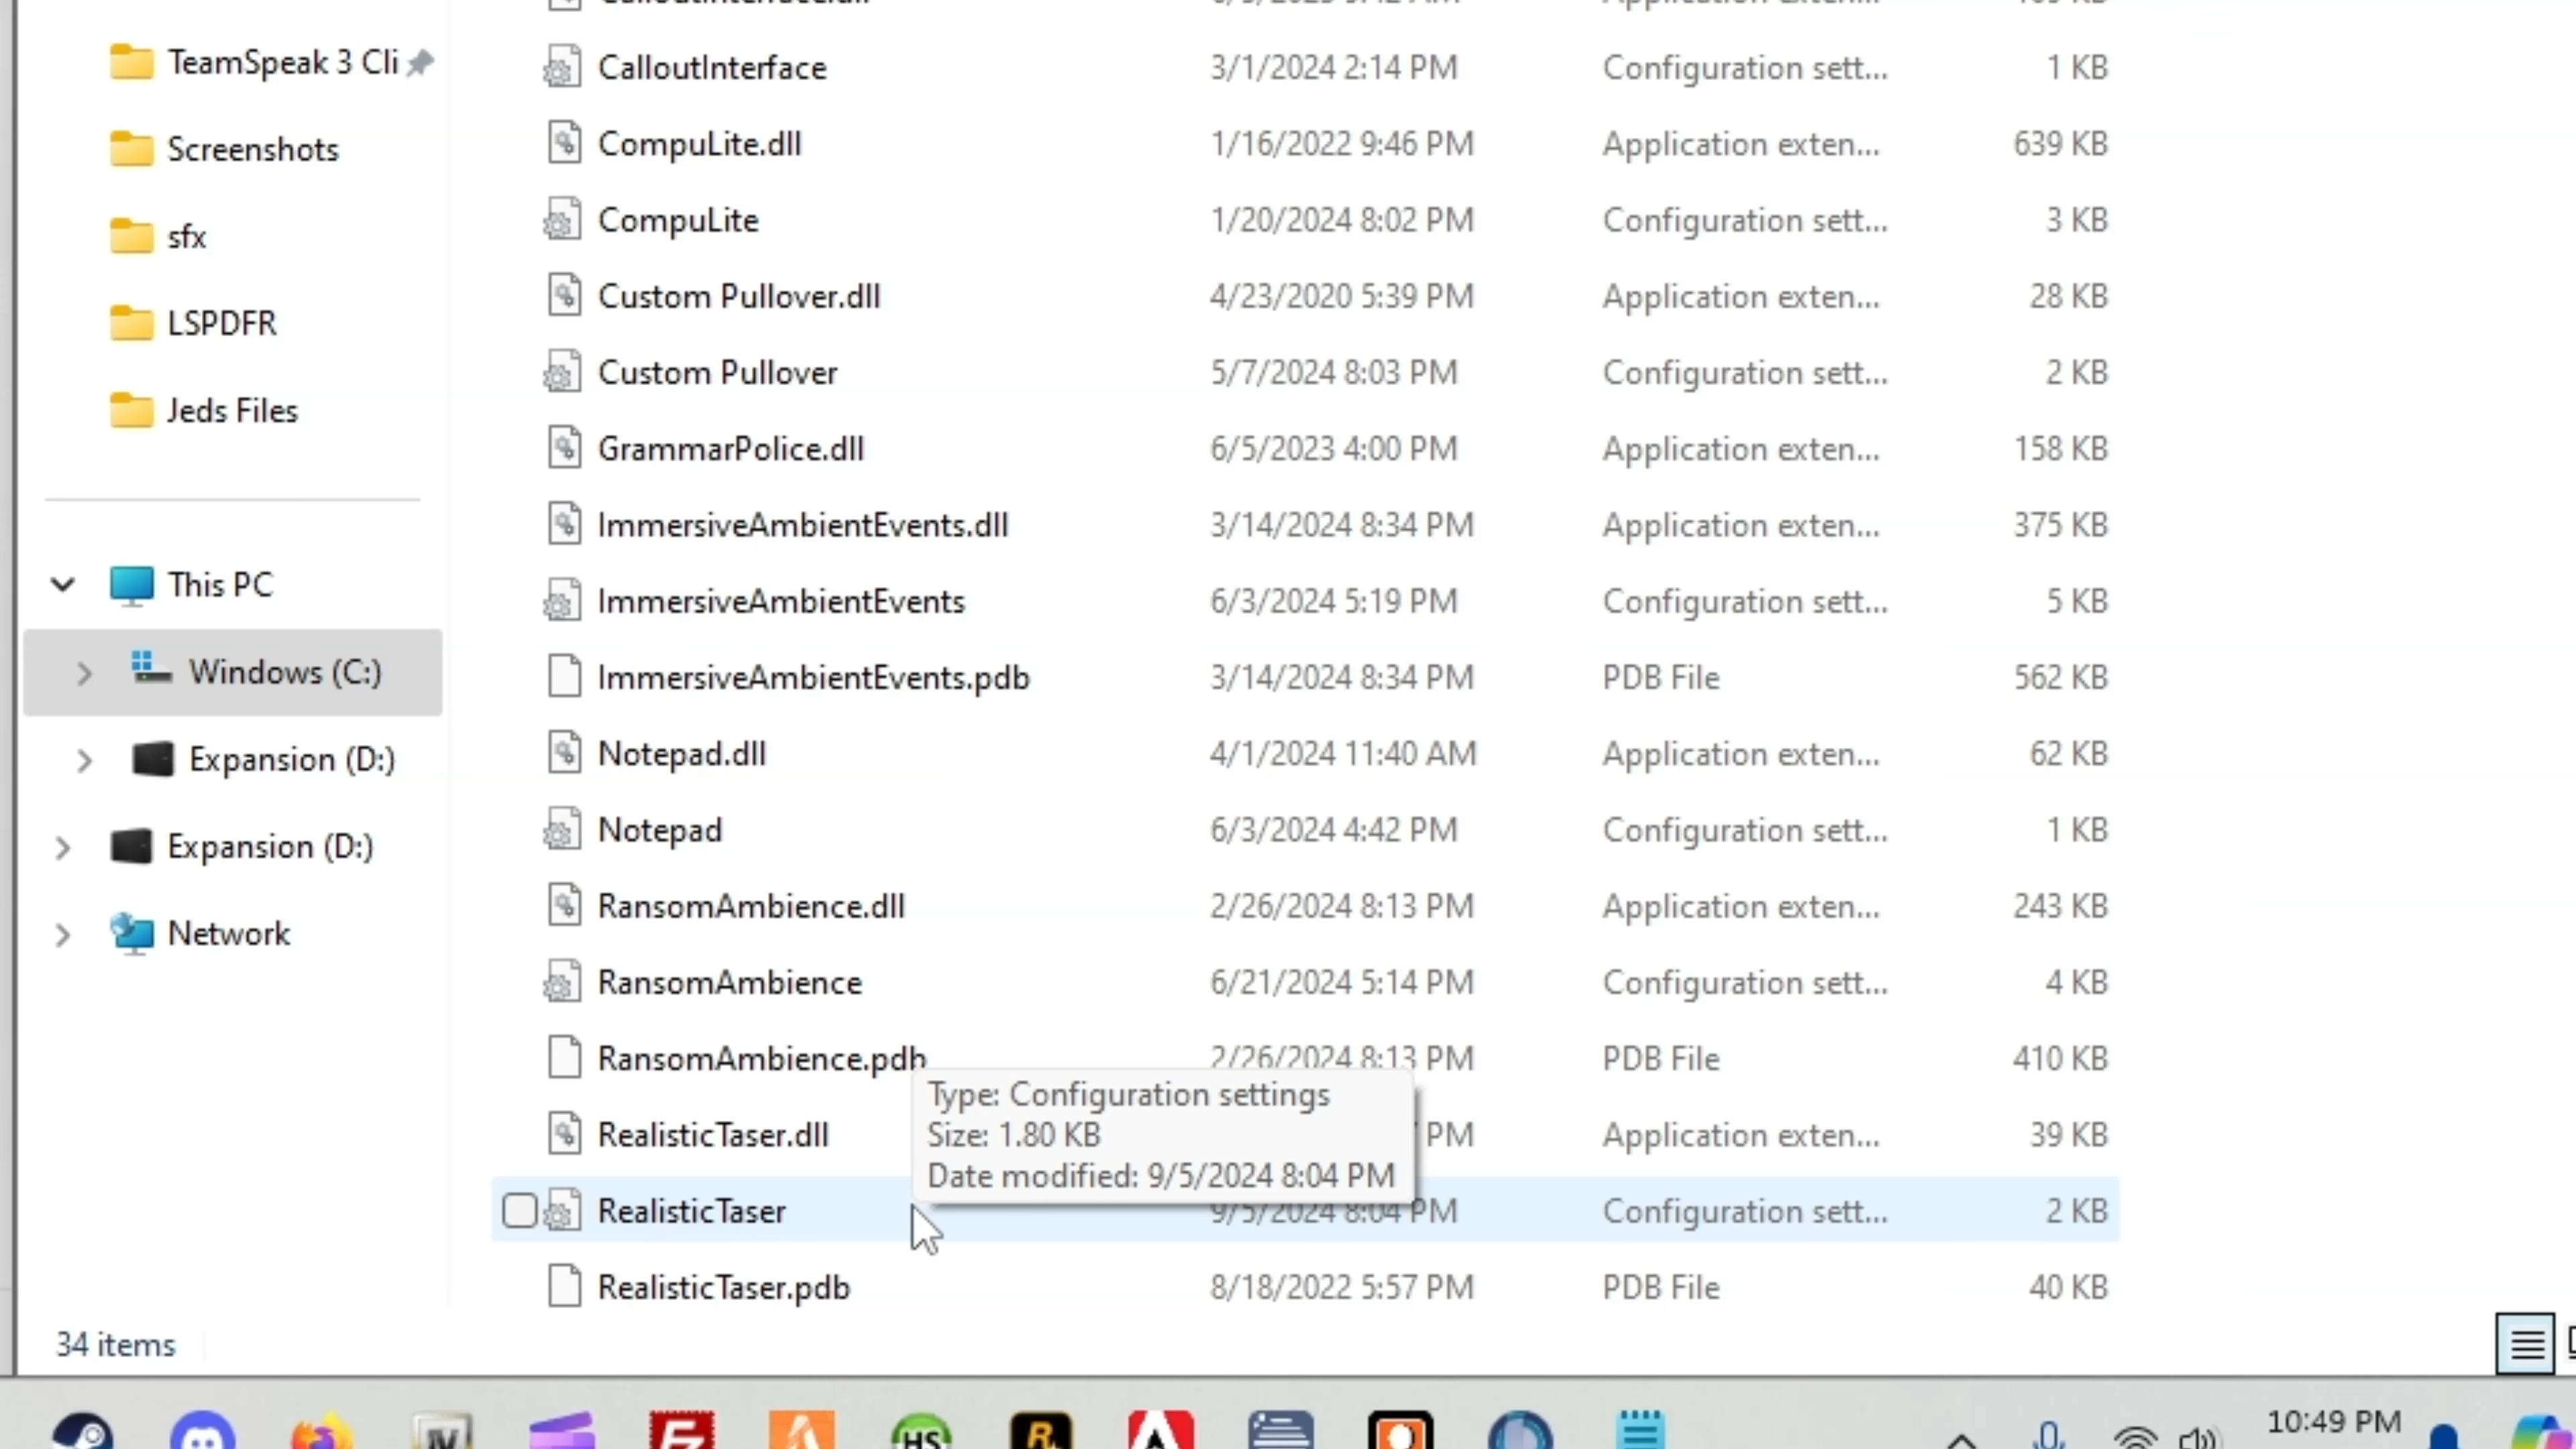 TeamSpeak 3 Cli
Screenshots
sfx
LSPDFR
Jeds Files
This PC
Windows (C:)
Expansion (D:)
Expansion (D:)
Network
CalloutInterface 3/1/2024 2:14 PM Configuration sett... 1 KB
CompuLite.dll 1/16/2022 9:46 PM Application exten... 639 KB
CompuLite 1/20/2024 8:02 PM Configuration sett... 3 KB
Custom Pullover.dll 4/23/2020 5:39 PM Application exten... 28 KB
Custom Pullover 5/7/2024 8:03 PM Configuration sett... 2 KB
GrammarPolice.dll 6/5/2023 4:00 PM Application exten... 158 KB
ImmersiveAmbientEvents.dll 3/14/2024 8:34 PM Application exten... 375 KB
ImmersiveAmbientEvents 6/3/2024 5:19 PM Configuration sett... 5 KB
ImmersiveAmbientEvents.pdb 3/14/2024 8:34 PM PDB File 562 KB
Notepad.dll 4/1/2024 11:40 AM Application exten... 62 KB
Notepad 6/3/2024 4:42 PM Configuration sett... 1 KB
RansomAmbience.dll 2/26/2024 8:13 PM Application exten... 243 KB
RansomAmbience 6/21/2024 5:14 PM Configuration sett... 4 KB
RansomAmbience.pdb 2/26/2024 8:13 PM PDB File 410 KB
Type: Configuration settings
Size: 1.80 KB
Date modified: 9/5/2024 8:04 PM
RealisticTaser.dll PM Application exten... 39 KB
RealisticTaser 9/5/2024 8:04 PM Configuration sett... 2 KB
RealisticTaser.pdb 8/18/2022 5:57 PM PDB File 40 KB
34 items
HS
10:49 PM